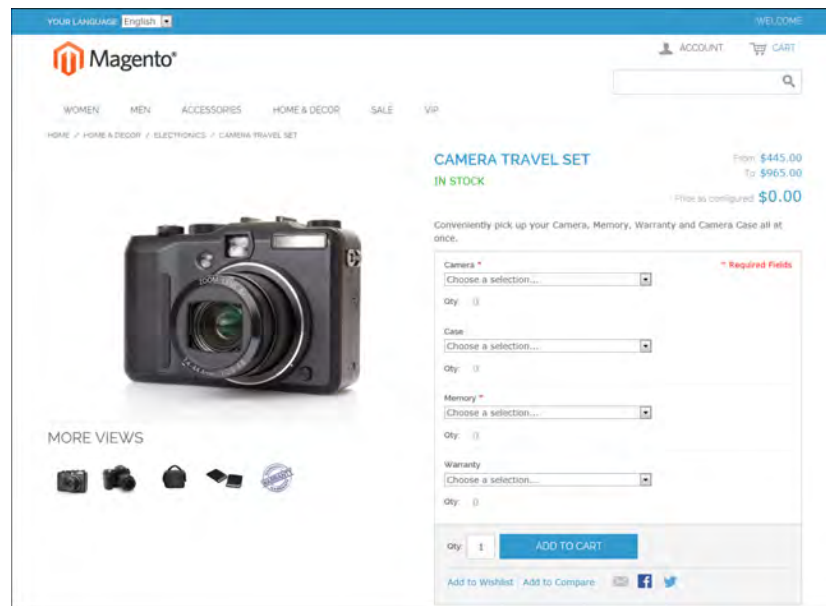 YOUR LANGUAGE: English
WELCOME
Magento®
ACCOUNT
CART
WOMEN MEN ACCESSORIES HOME & DECOR SALE VIP
HOME / HOME & DECOR / ELECTRONICS / CAMERA TRAVEL SET
CAMERA TRAVEL SET
From: $445.00
To: $965.00
IN STOCK
Price as configured: $0.00
Conveniently pick up your Camera, Memory, Warranty and Camera Case all at
once.
Camera *
* Required Fields
Choose a selection...
Qty: 0
Case
Choose a selection...
Qty: 0
Memory *
Choose a selection...
Qty: 0
Warranty
Choose a selection...
Qty: 0
MORE VIEWS
WARRANTY
Qty: 1 ADD TO CART
Add to Wishlist | Add to Compare